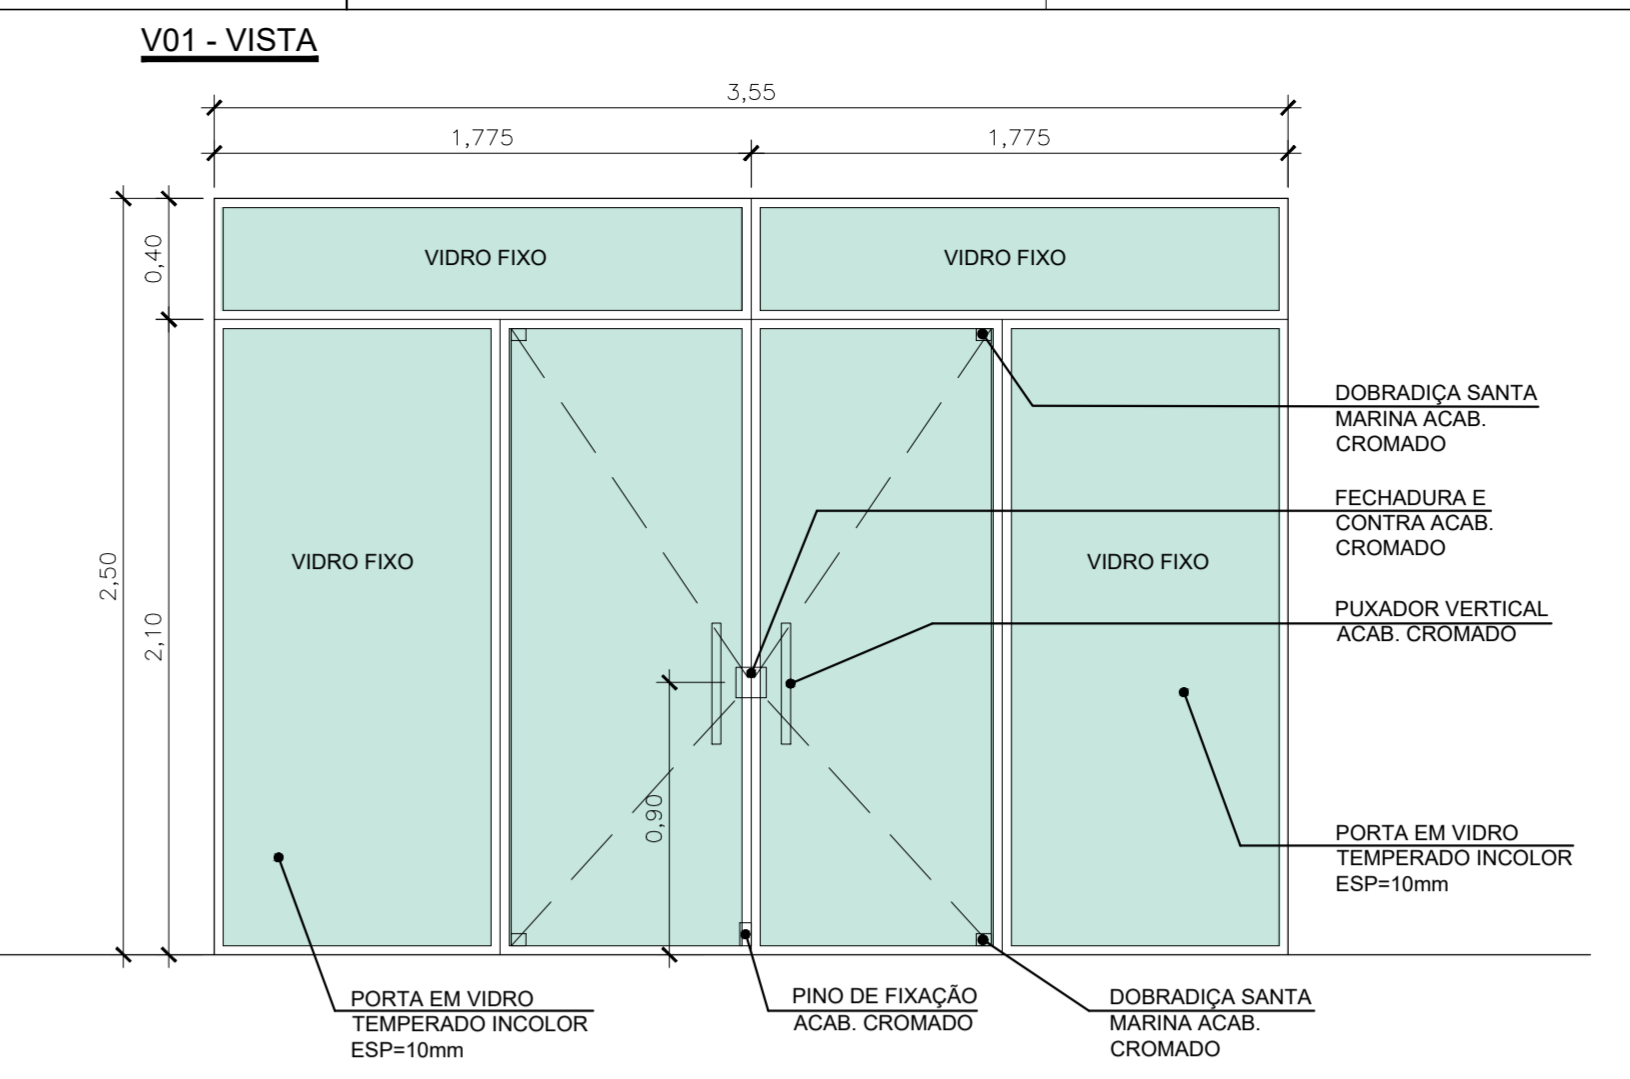 V01 - VISTA
3,55
1,775
1,775
0,40
VIDRO FIXO
VIDRO FIXO
DOBRADIÇA SANTA
MARINA ACAB.
CROMADO
FECHADURA E
CONTRA ACAB.
CROMADO
2,50
VIDRO FIXO
VIDRO FIXO
PUXADOR VERTICAL
ACAB. CROMADO
2,10
0,90
PORTA EM VIDRO
TEMPERADO INCOLOR
ESP=10mm
PORTA EM VIDRO
TEMPERADO INCOLOR
ESP=10mm
PINO DE FIXAÇÃO
ACAB. CROMADO
DOBRADIÇA SANTA
MARINA ACAB.
CROMADO